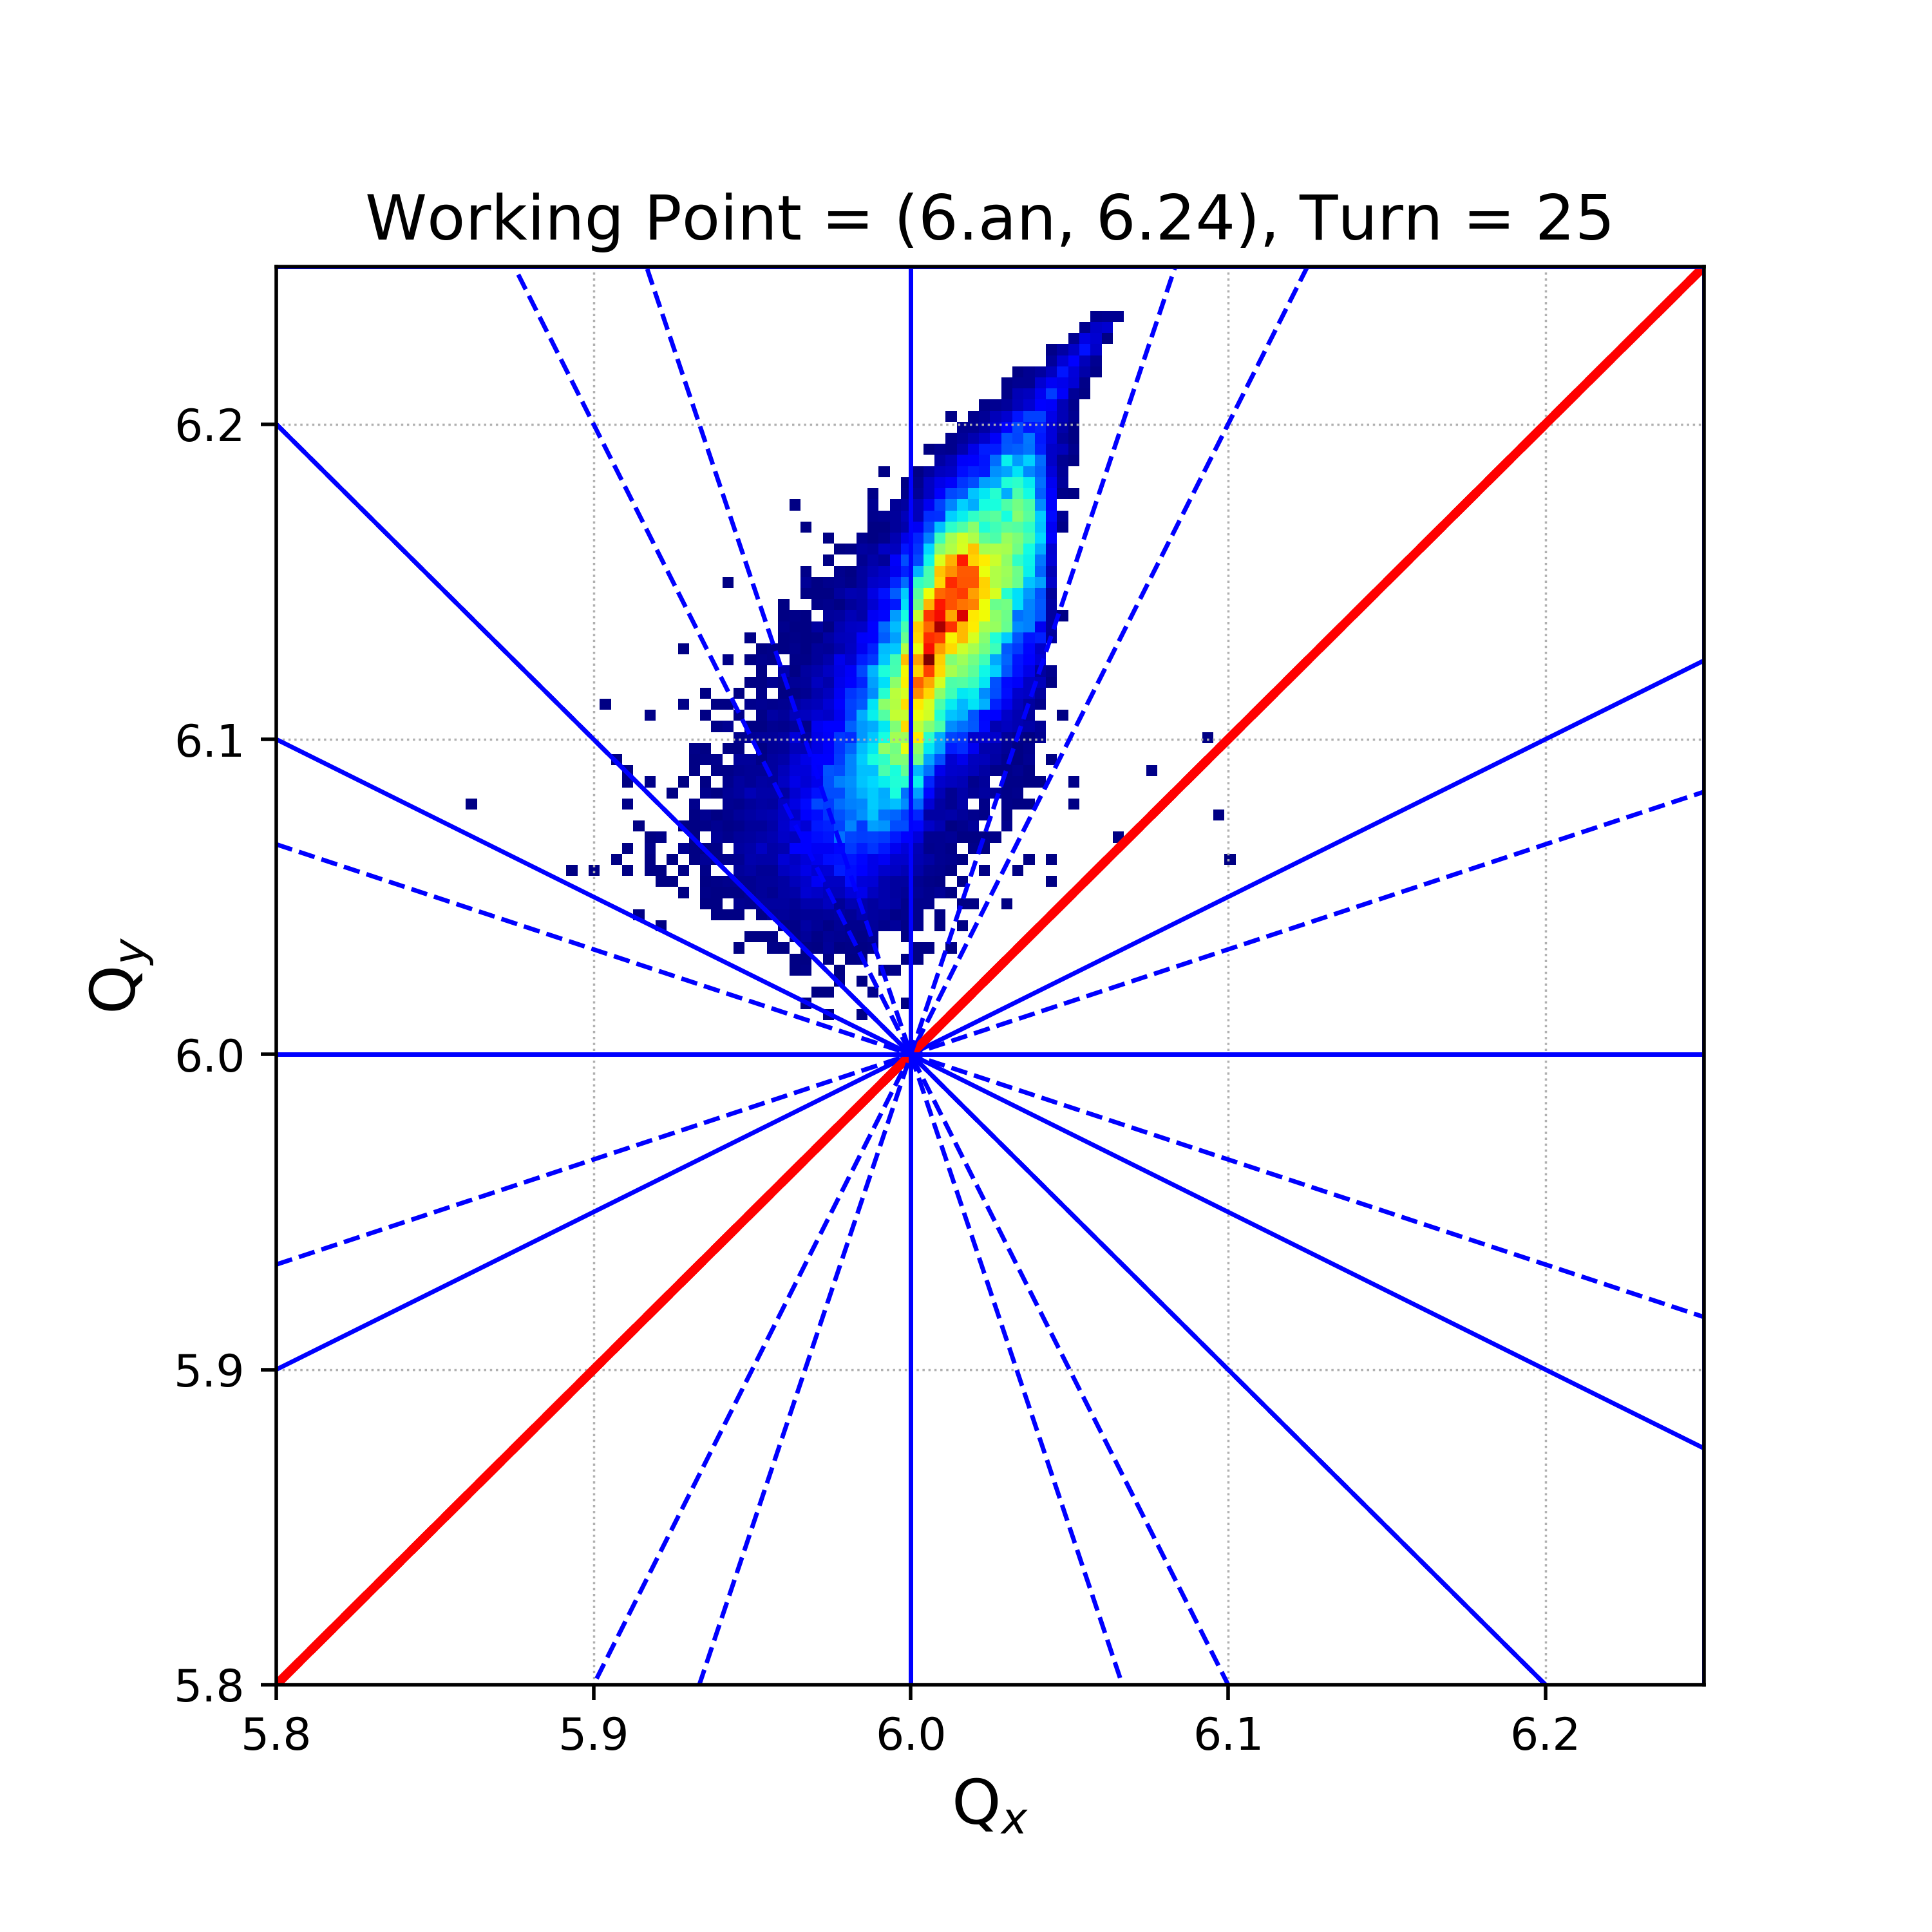 Working Point = (6.an, 6.24), Turn = 25
6.2
6.1
6.0
5.9
5.8
Qy
5.8 5.9 6.0 6.1 6.2
Qx